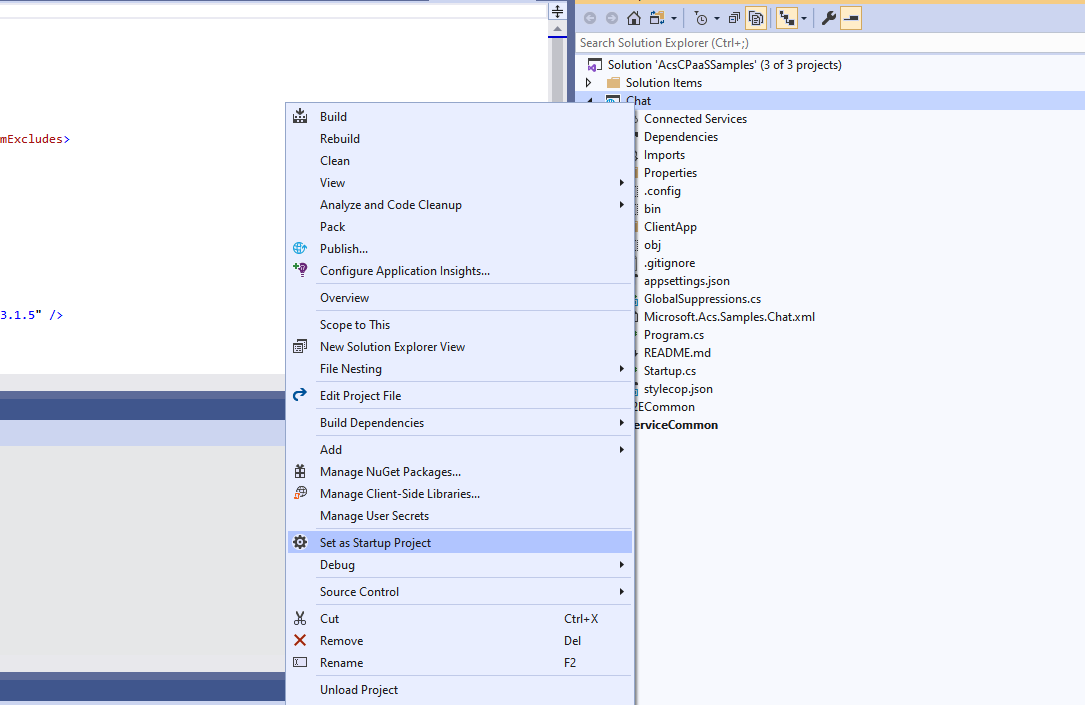 mExcludes>
3.1.5" />
Build
Rebuild
Clean
View
Analyze and Code Cleanup
Pack
Publish...
Configure Application Insights...
Overview
Scope to This
New Solution Explorer View
File Nesting
Edit Project File
Build Dependencies
Add
Manage NuGet Packages...
Manage Client-Side Libraries...
Manage User Secrets
Set as Startup Project
Debug
Source Control
Cut Ctrl+X
Remove Del
Rename F2
Unload Project
Search Solution Explorer (Ctrl+;)
Solution 'AcsCPaaSSamples' (3 of 3 projects)
Solution Items
Chat
Connected Services
Dependencies
Imports
Properties
.config
bin
ClientApp
obj
.gitignore
appsettings.json
GlobalSuppressions.cs
Microsoft.Acs.Samples.Chat.xml
Program.cs
README.md
Startup.cs
stylecop.json
2ECommon
erviceCommon